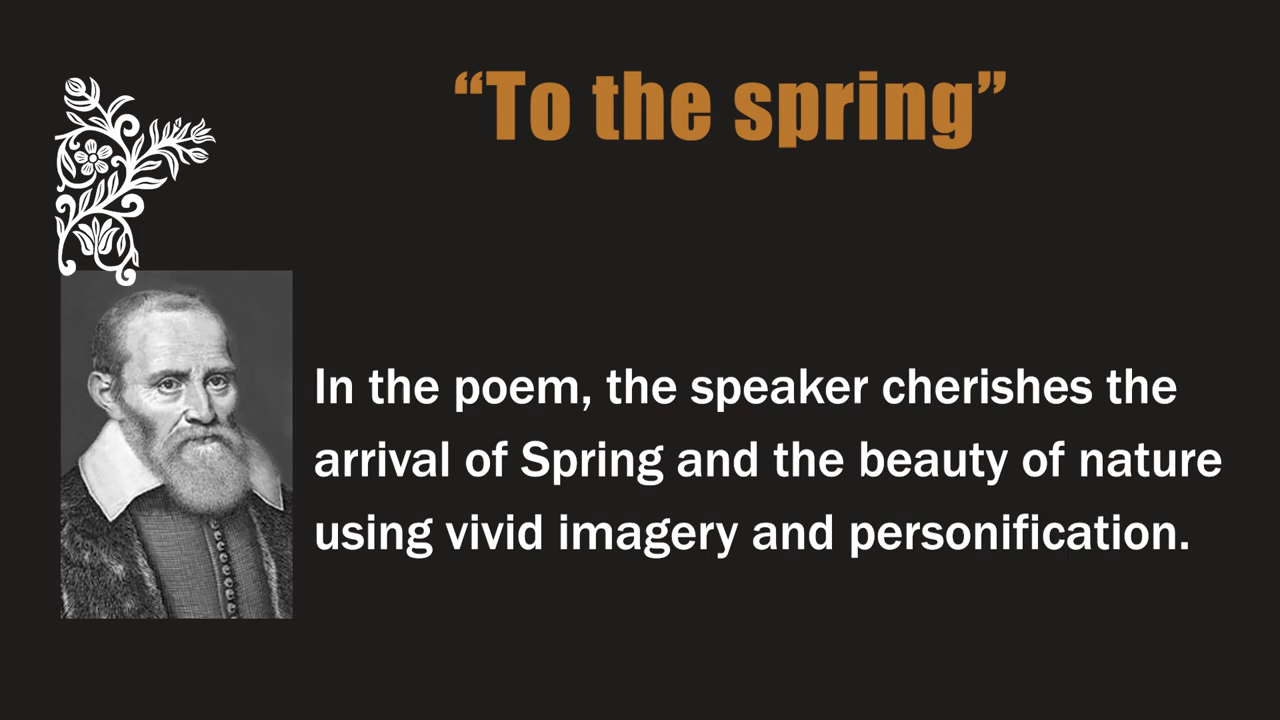 “To the spring”
In the poem, the speaker cherishes the
arrival of Spring and the beauty of nature
using vivid imagery and personification.